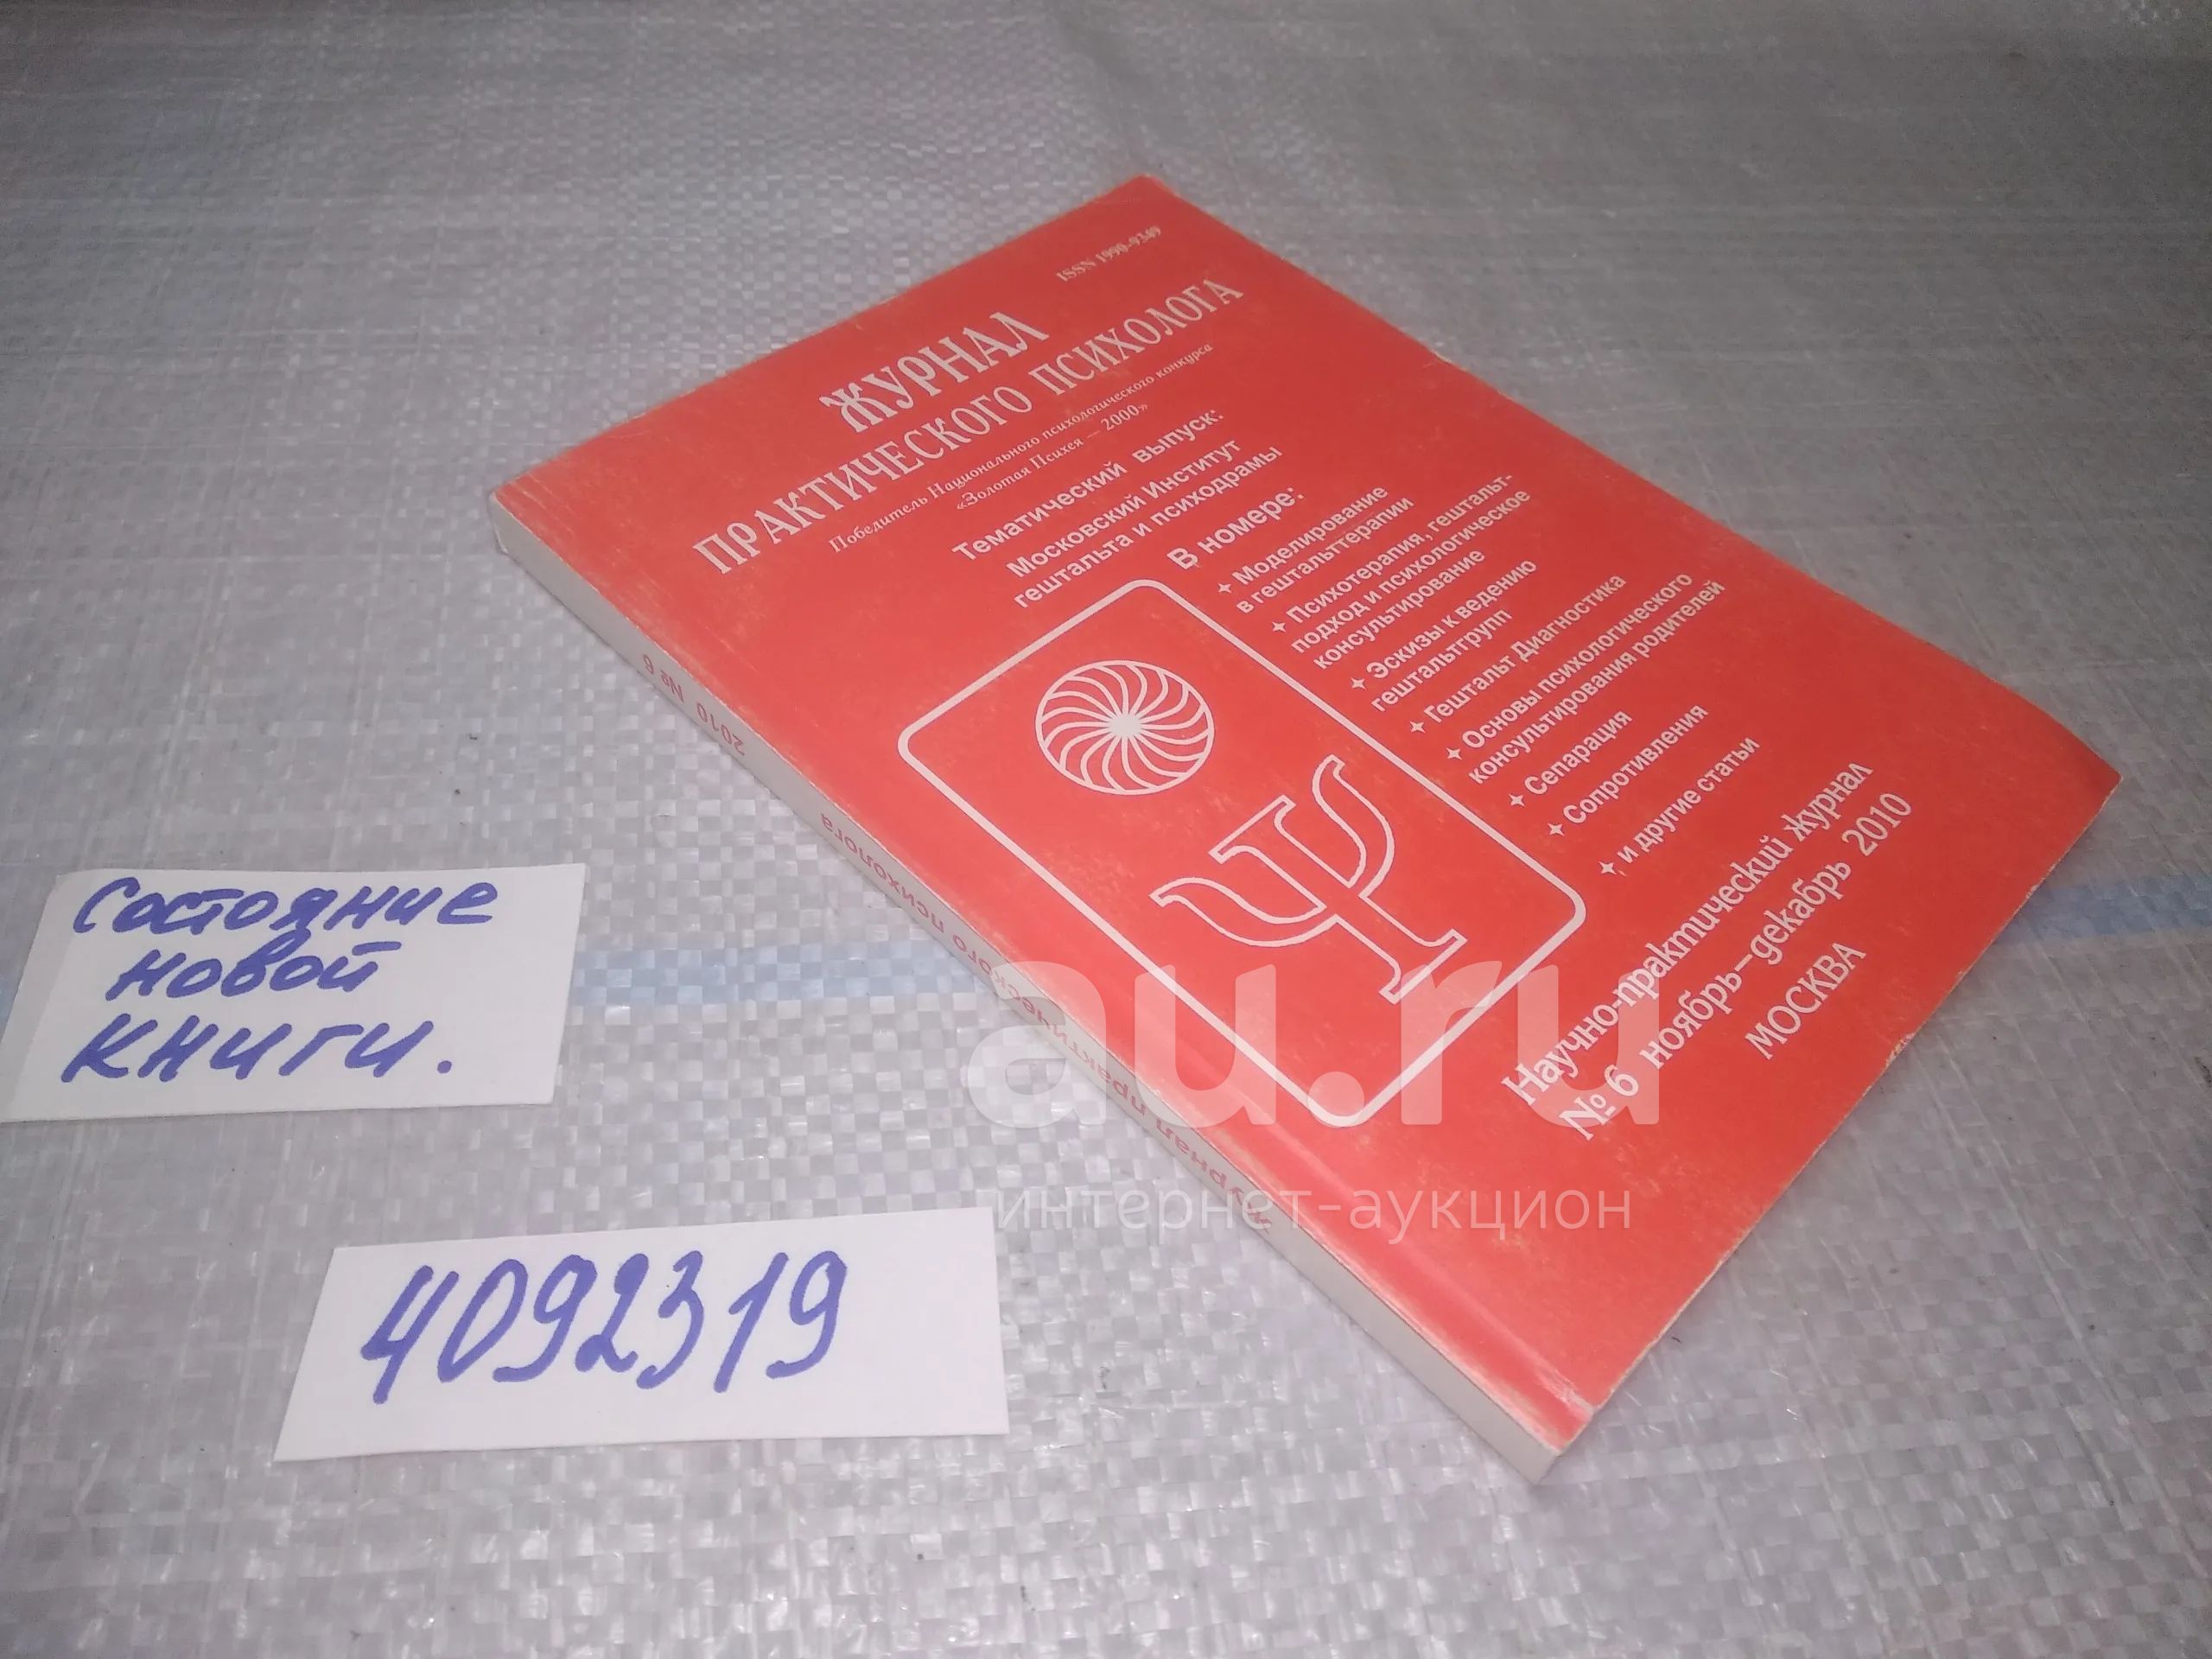 ISSN 1990-9349
ЖУРНАЛ
ПРАКТИЧЕСКОГО ПСИХОЛОГА
Победитель Национального психологического конкурса
«Золотая Психея — 2000»
Тематический выпуск:
Московский Институт
гештальта и психодрамы
В номере:
Моделирование
в гештальттерапии
Психотерапия, гештальт-
подход и психологическое
консультирование
Эскизы к ведению
гештальтгрупп
Гештальт Диагностика
Основы психологического
консультирования родителей
Сепарация
Сопротивления
и другие статьи
Научно-практический журнал
№ 6 ноябрь–декабрь 2010
МОСКВА
Журнал практического психолога 2010 № 6
Состояние
новой
книги.
4092319
au.ru
интернет-аукцион